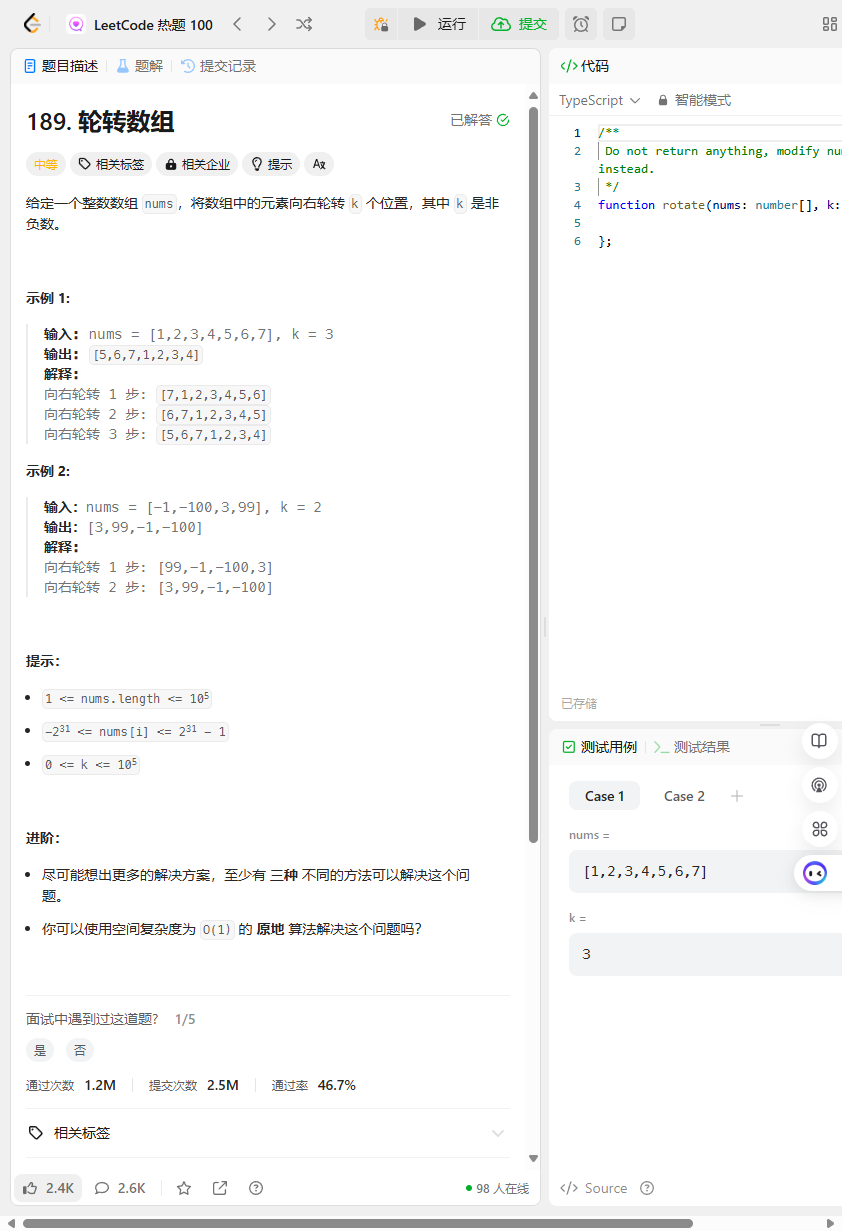 LeetCode 热题 100
运行
提交
题目描述
题解
提交记录
189. 轮转数组
已解答
中等
相关标签
相关企业
提示
给定一个整数数组 nums，将数组中的元素向右轮转 k 个位置，其中 k 是非
负数。
示例 1:
输入: nums = [1,2,3,4,5,6,7], k = 3
输出: [5,6,7,1,2,3,4]
解释:
向右轮转 1 步: [7,1,2,3,4,5,6]
向右轮转 2 步: [6,7,1,2,3,4,5]
向右轮转 3 步: [5,6,7,1,2,3,4]
示例 2:
输入：nums = [-1,-100,3,99], k = 2
输出：[3,99,-1,-100]
解释:
向右轮转 1 步: [99,-1,-100,3]
向右轮转 2 步: [3,99,-1,-100]
提示：
1 <= nums.length <= 10⁵
-2³¹ <= nums[i] <= 2³¹ - 1
0 <= k <= 10⁵
进阶：
尽可能想出更多的解决方案，至少有 三种 不同的方法可以解决这个问
题。
你可以使用空间复杂度为 O(1) 的 原地 算法解决这个问题吗？
面试中遇到过这道题? 1/5
是
否
通过次数 1.2M
提交次数 2.5M
通过率 46.7%
相关标签
2.4K
2.6K
98 人在线
</> 代码
TypeScript
智能模式
1 /**
2 Do not return anything, modify
instead.
3 */
4 function rotate(nums: number[], k:
5
6 };
已存储
测试用例
测试结果
Case 1
Case 2
nums =
[1,2,3,4,5,6,7]
k =
3
</> Source